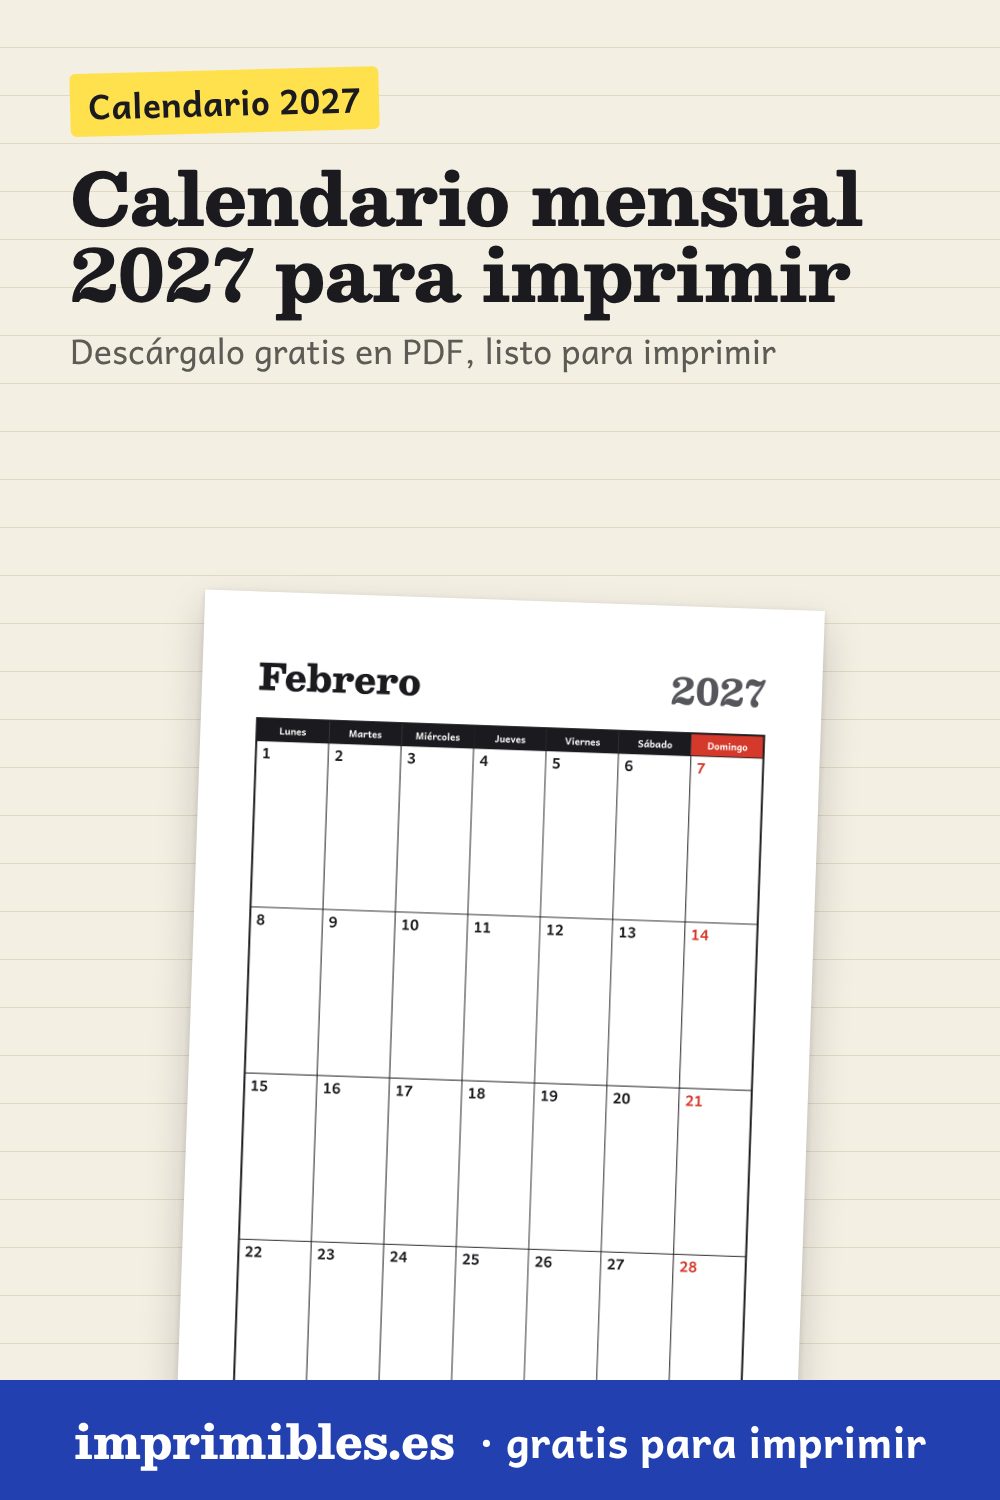 Calendario 2027
Calendario mensual
2027 para imprimir
Descárgalo gratis en PDF, listo para imprimir
Febrero 2027
Lunes Martes Miércoles Jueves Viernes Sábado Domingo
1 2 3 4 5 6 7
8 9 10 11 12 13 14
15 16 17 18 19 20 21
22 23 24 25 26 27 28
imprimibles.es · gratis para imprimir